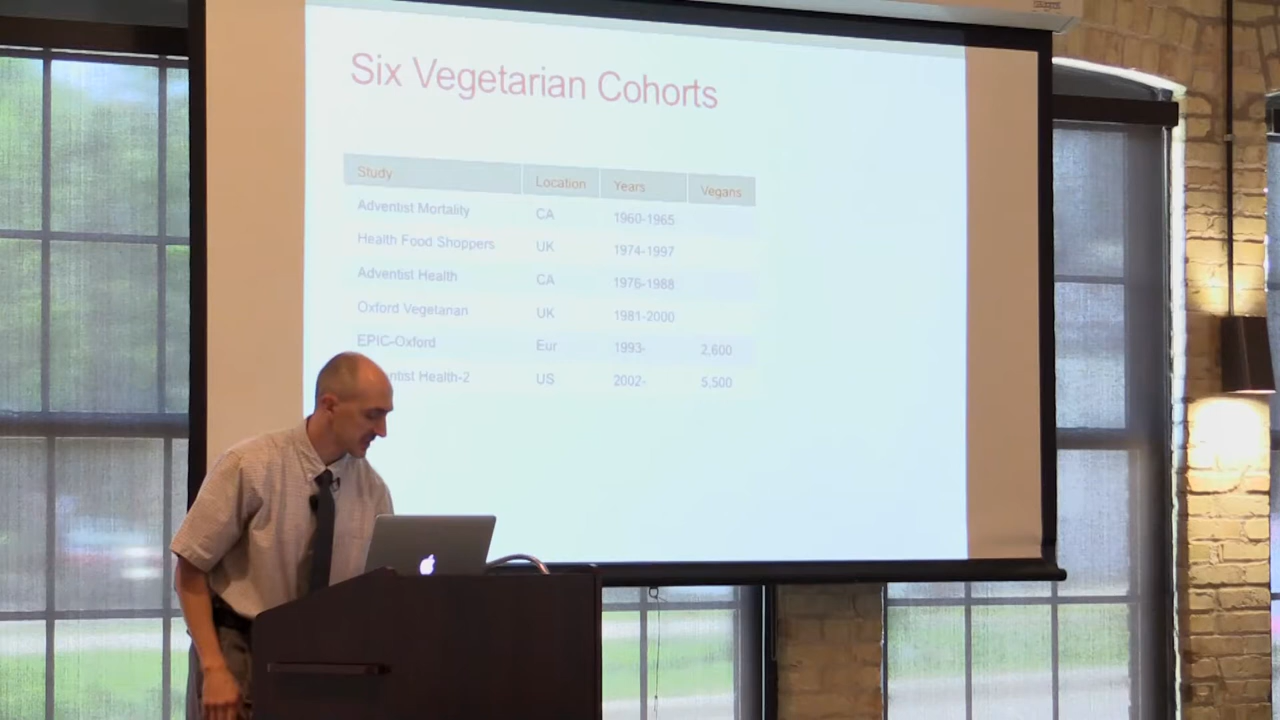 Six Vegetarian Cohorts
Study Location Years Vegans
Adventist Mortality CA 1960-1965
Health Food Shoppers UK 1974-1997
Adventist Health CA 1976-1988
Oxford Vegetarian UK 1981-2000
EPIC-Oxford Eur 1993- 2,600
entist Health-2 US 2002- 5,500